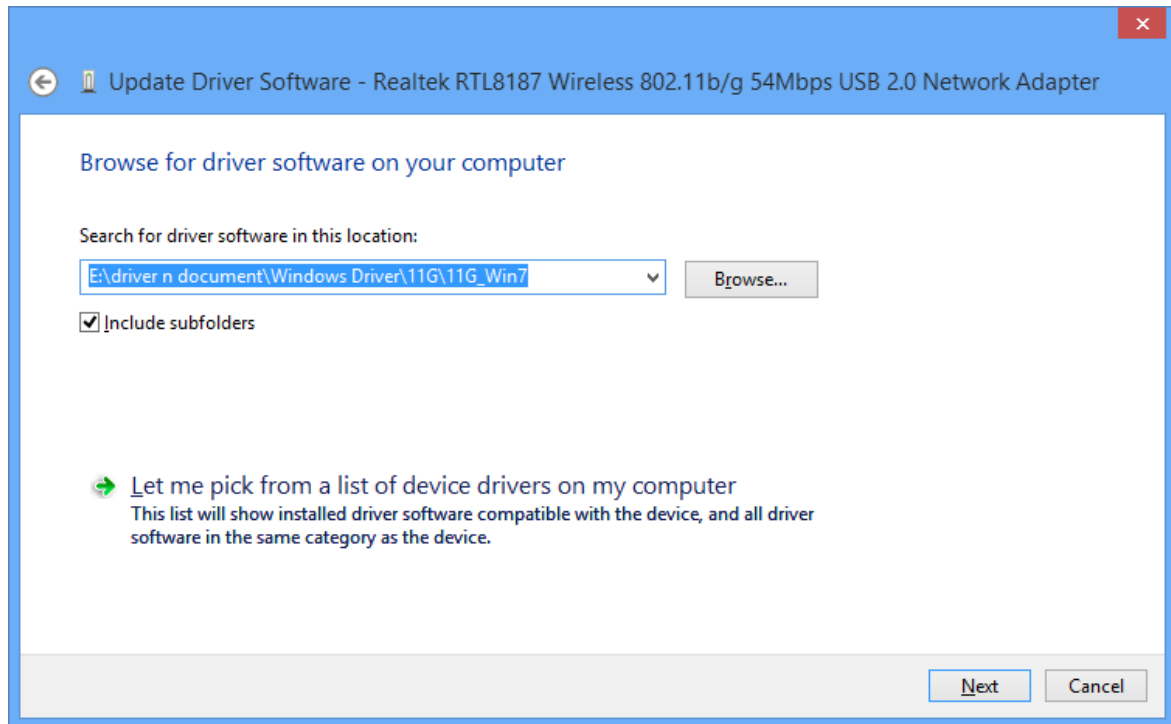 Update Driver Software - Realtek RTL8187 Wireless 802.11b/g 54Mbps USB 2.0 Network Adapter
Browse for driver software on your computer
Search for driver software in this location:
E:\driver n document\Windows Driver\11G\11G_Win7
Browse...
Include subfolders
Let me pick from a list of device drivers on my computer
This list will show installed driver software compatible with the device, and all driver
software in the same category as the device.
Next
Cancel